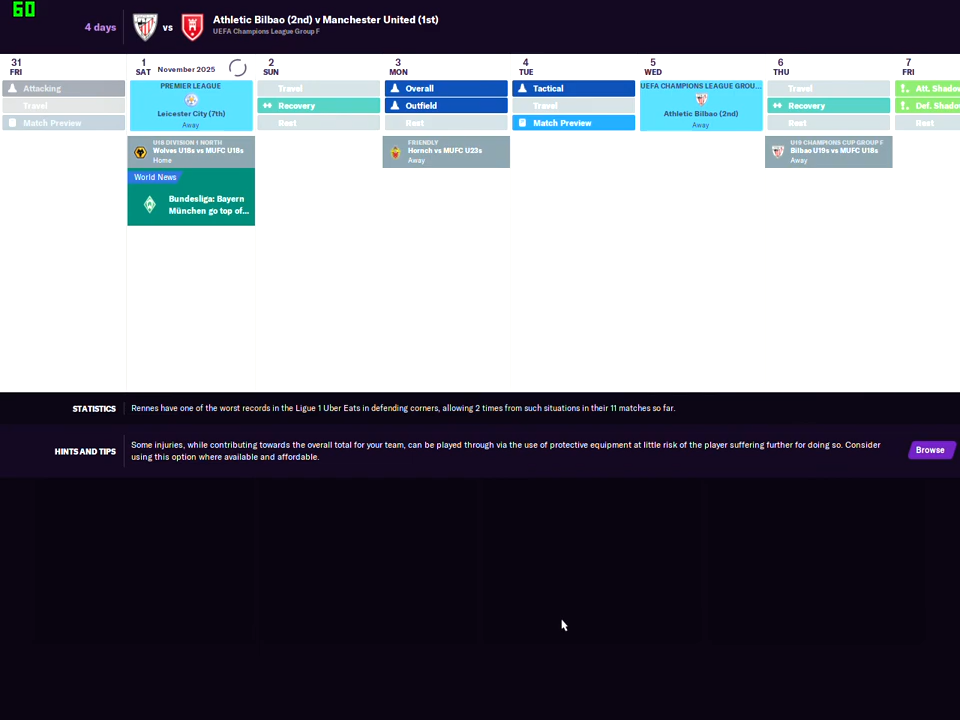 60
4 days
vs
Athletic Bilbao (2nd) v Manchester United (1st)
UEFA Champions League Group F
31
FRI
1
SAT
November 2025
2
SUN
3
MON
4
TUE
5
WED
6
THU
7
FRI
Attacking
Travel
Match Preview
PREMIER LEAGUE
Leicester City (7th)
Away
Travel
Recovery
Rest
Overall
Outfield
Rest
Tactical
Travel
Match Preview
UEFA CHAMPIONS LEAGUE GROU...
Athletic Bilbao (2nd)
Away
Travel
Recovery
Rest
Att. Shado
Def. Shado
Rest
U18 DIVISION 1 NORTH
Wolves U18s vs MUFC U18s
Home
World News
Bundesliga: Bayern
München go top of...
FRIENDLY
Hornch vs MUFC U23s
Away
U19 CHAMPIONS CUP GROUP F
Bilbao U19s vs MUFC U18s
Away
STATISTICS
Rennes have one of the worst records in the Ligue 1 Uber Eats in defending corners, allowing 2 times from such situations in their 11 matches so far.
HINTS AND TIPS
Some injuries, while contributing towards the overall total for your team, can be played through via the use of protective equipment at little risk of the player suffering further for doing so. Consider
using this option where available and affordable.
Browse